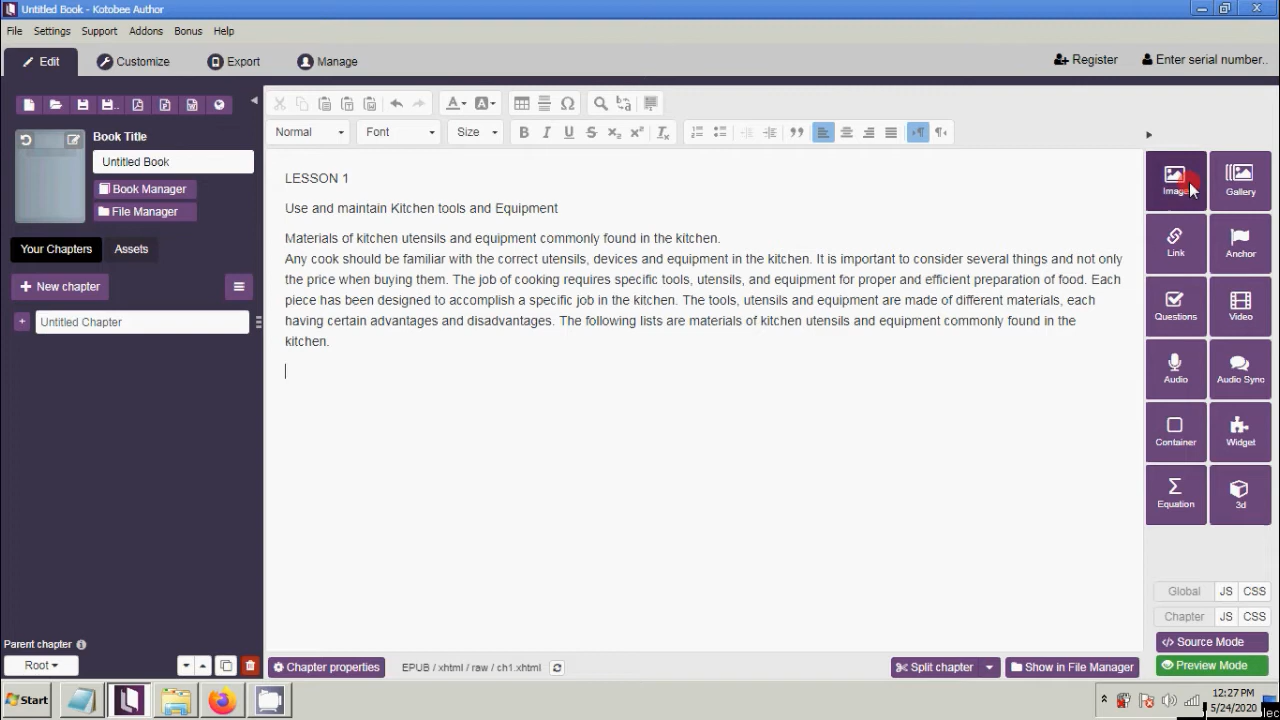 Untitled Book - Kotobee Author
File Settings Support Addons Bonus Help
Edit Customize Export Manage Register Enter serial number..
Book Title
Untitled Book
Book Manager
File Manager
Your Chapters Assets
New chapter
Untitled Chapter
Parent chapter
Root
Normal Font Size
LESSON 1
Use and maintain Kitchen tools and Equipment
Materials of kitchen utensils and equipment commonly found in the kitchen.
Any cook should be familiar with the correct utensils, devices and equipment in the kitchen. It is important to consider several things and not only
the price when buying them. The job of cooking requires specific tools, utensils, and equipment for proper and efficient preparation of food. Each
piece has been designed to accomplish a specific job in the kitchen. The tools, utensils and equipment are made of different materials, each
having certain advantages and disadvantages. The following lists are materials of kitchen utensils and equipment commonly found in the
kitchen.
Image Gallery
Link Anchor
Questions Video
Audio Audio Sync
Container Widget
Equation 3d
Global JS CSS
Chapter JS CSS
</> Source Mode
Preview Mode
Chapter properties EPUB / xhtml / raw / ch1.xhtml Split chapter Show in File Manager
Start
12:27 PM
5/24/2020